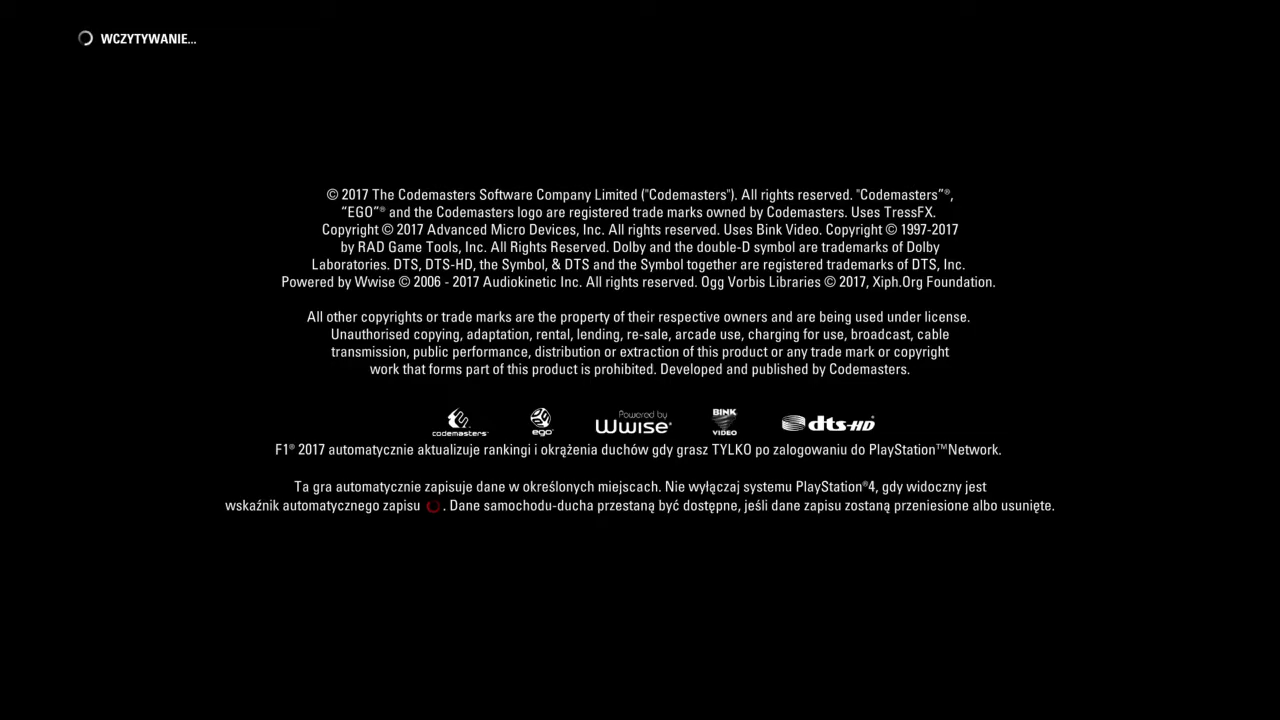 WCZYTYWANIE...
© 2017 The Codemasters Software Company Limited ("Codemasters"). All rights reserved. "Codemasters”®,
“EGO”® and the Codemasters logo are registered trade marks owned by Codemasters. Uses TressFX.
Copyright © 2017 Advanced Micro Devices, Inc. All rights reserved. Uses Bink Video. Copyright © 1997-2017
by RAD Game Tools, Inc. All Rights Reserved. Dolby and the double-D symbol are trademarks of Dolby
Laboratories. DTS, DTS-HD, the Symbol, & DTS and the Symbol together are registered trademarks of DTS, Inc.
Powered by Wwise © 2006 - 2017 Audiokinetic Inc. All rights reserved. Ogg Vorbis Libraries © 2017, Xiph.Org Foundation.
All other copyrights or trade marks are the property of their respective owners and are being used under license.
Unauthorised copying, adaptation, rental, lending, re-sale, arcade use, charging for use, broadcast, cable
transmission, public performance, distribution or extraction of this product or any trade mark or copyright
work that forms part of this product is prohibited. Developed and published by Codemasters.
codemasters™ ego® Powered by Wwise® BINK VIDEO dts-HD®
F1® 2017 automatycznie aktualizuje rankingi i okrążenia duchów gdy grasz TYLKO po zalogowaniu do PlayStation™Network.
Ta gra automatycznie zapisuje dane w określonych miejscach. Nie wyłączaj systemu PlayStation®4, gdy widoczny jest
wskaźnik automatycznego zapisu . Dane samochodu-ducha przestaną być dostępne, jeśli dane zapisu zostaną przeniesione albo usunięte.